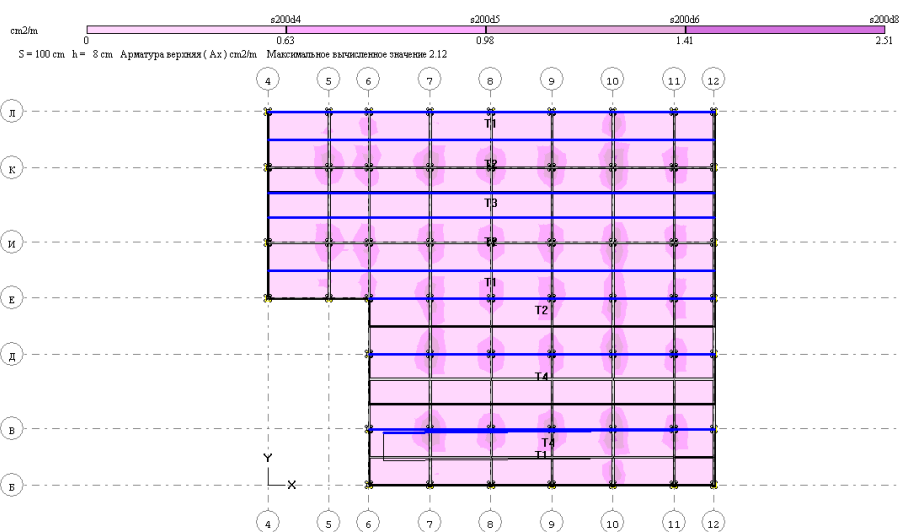 s200d4 s200d5 s200d6 s200d8
cm2/m
0 0.63 0.98 1.41 2.51
S = 100 cm h = 8 cm Арматура верхняя ( Ax ) cm2/m Максимальное вычисленное значение 2.12
4 5 6 7 8 9 10 11 12
Л
T1
К
T2
T3
И
T2
T1
Е
T2
Д
T4
В
T4
T1
Y
X
Б
4 5 6 7 8 9 10 11 12